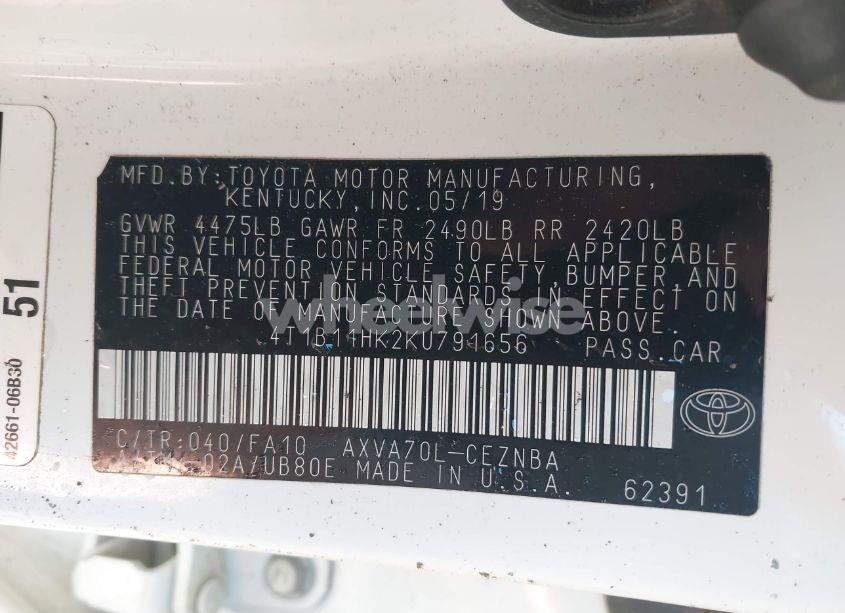 MFD. BY: TOYOTA MOTOR MANUFACTURING,
KENTUCKY, INC. 05/19
GVWR 4475LB GAWR FR 2490LB RR 2420LB
THIS VEHICLE CONFORMS TO ALL APPLICABLE
FEDERAL MOTOR VEHICLE SAFETY, BUMPER, AND
THEFT PREVENTION STANDARDS IN EFFECT ON
THE DATE OF MANUFACTURE SHOWN ABOVE.
wheelwise
4T1B11HK2KU791656 PASS.CAR
C/TR: 040/FA10 AXVA70L-CEZNBA
02A/UB80E MADE IN U.S.A. 62391
51
42661-06B30